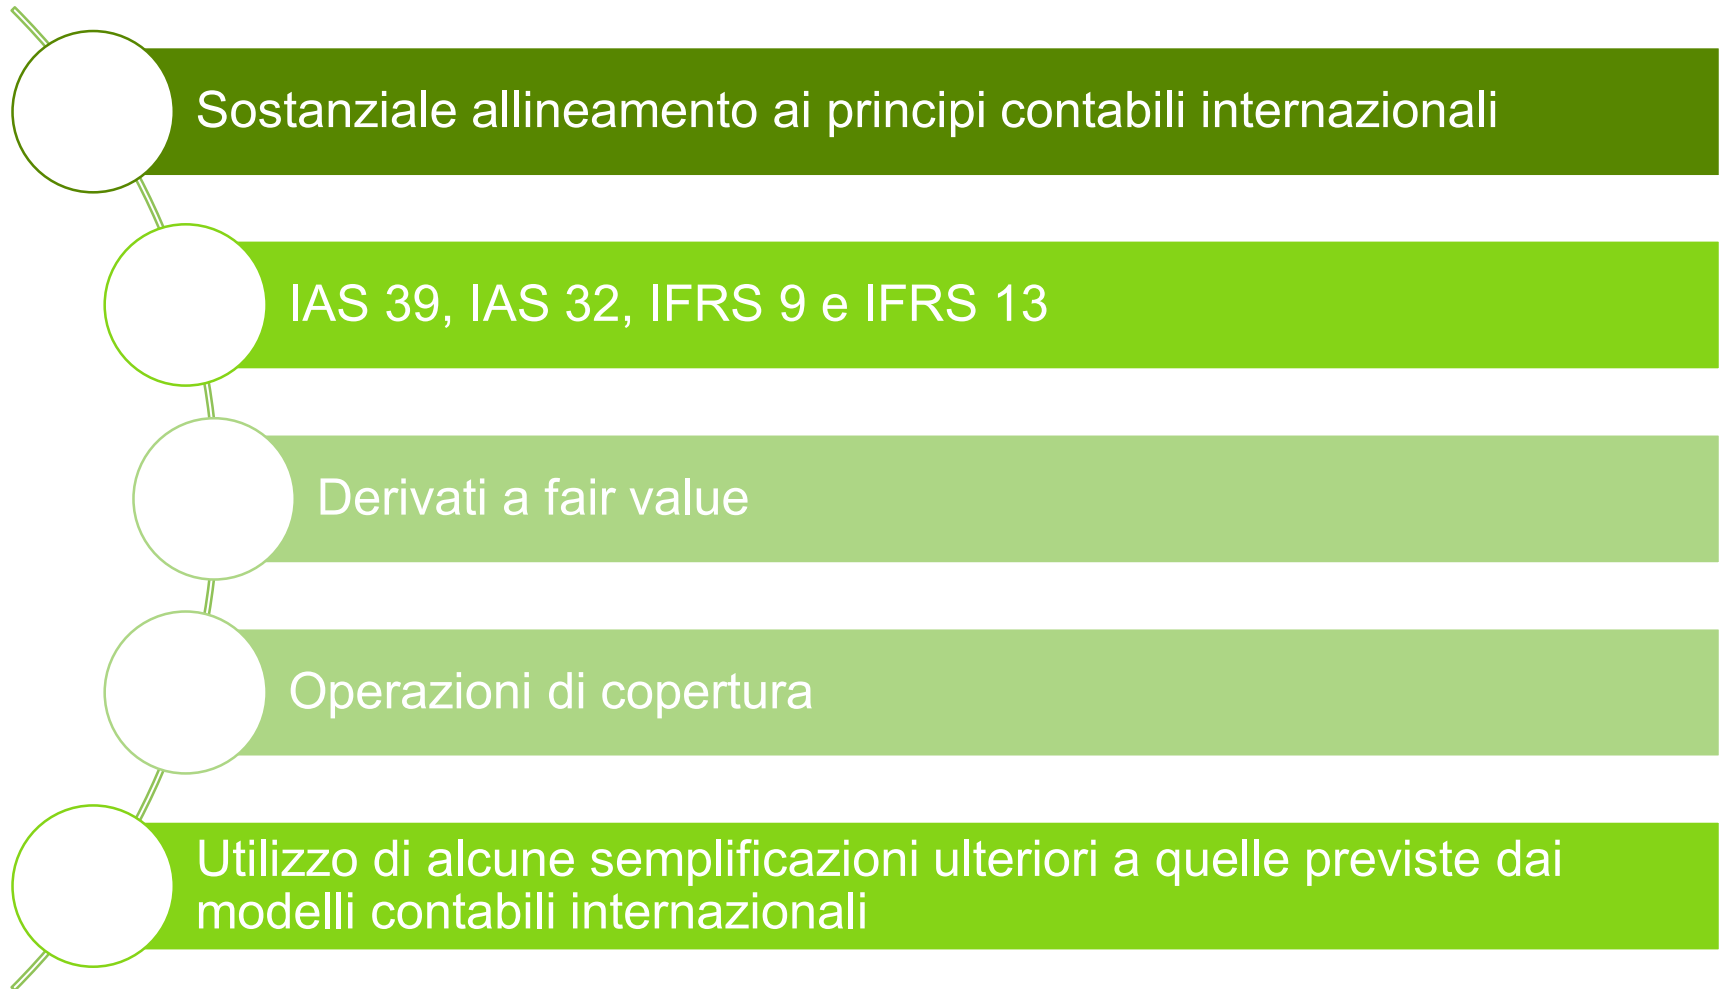 Sostanziale allineamento ai principi contabili internazionali
IAS 39, IAS 32, IFRS 9 e IFRS 13
Derivati a fair value
Operazioni di copertura
Utilizzo di alcune semplificazioni ulteriori a quelle previste dai
modelli contabili internazionali